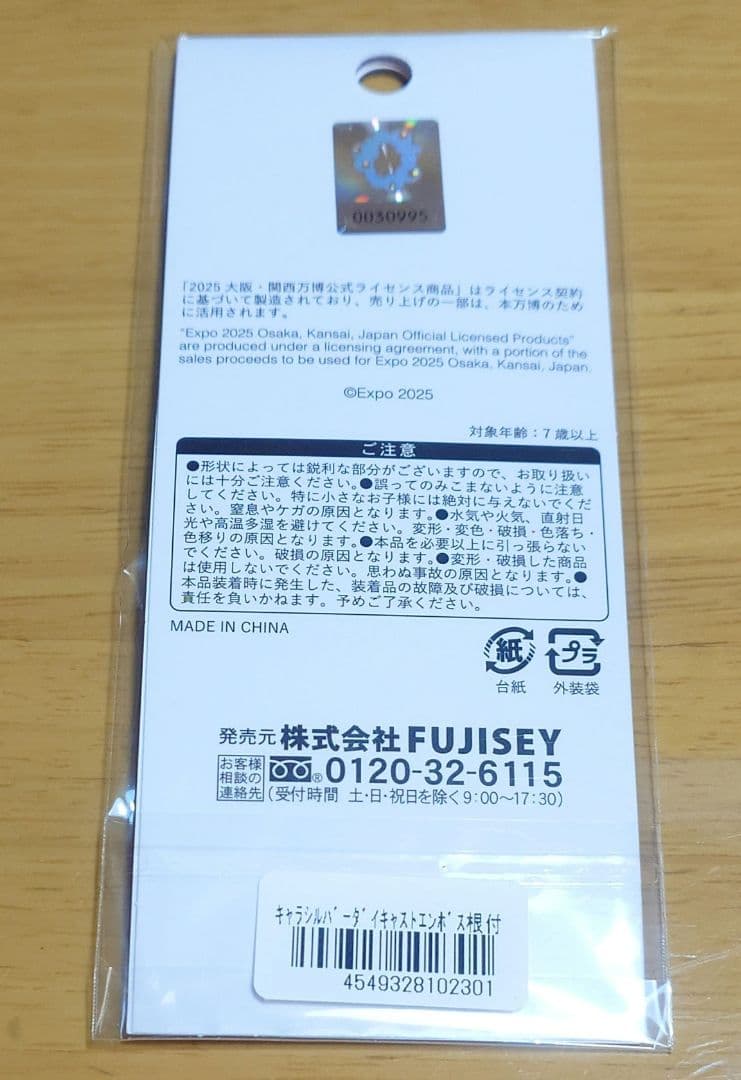 0030995
「2025 大阪・関西万博公式ライセンス商品」はライセンス契約
に基づいて製造されており、売り上げの一部は、本万博のため
に活用されます。
"Expo 2025 Osaka, Kansai, Japan Official Licensed Products"
are produced under a licensing agreement, with a portion of the
sales proceeds to be used for Expo 2025 Osaka, Kansai, Japan.
©Expo 2025
対象年齢：7歳以上
ご注意
●形状によっては鋭利な部分がございますので、お取り扱い
には十分ご注意ください。●誤ってのみこまないように注意
してください。特に小さなお子様には絶対に与えないでくだ
さい。窒息やケガの原因となります。●水気や火気、直射日
光や高温多湿を避けてください。変形・変色・破損・色落ち・
色移りの原因となります。●本品を必要以上に引っ張らない
でください。破損の原因となります。●変形・破損した商品
は使用しないでください。思わぬ事故の原因となります。●
本品装着時に発生した、装着品の故障及び破損については、
責任を負いかねます。予めご了承ください。
MADE IN CHINA
紙 プラ
台紙 外装袋
発売元 株式会社FUJISEY
お客様
相談の
連絡先
®0120-32-6115
(受付時間 土・日・祝日を除く9:00〜17:30)
キャラシルバーダイキャストエンボス根付
4549328102301